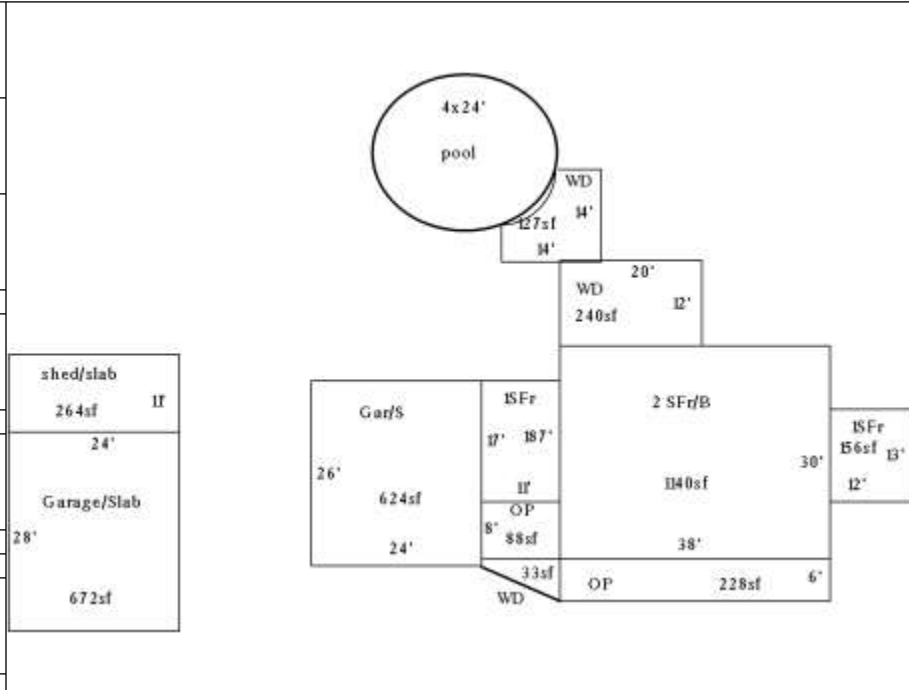 4x24'
pool
WD
14'
127sf
14'
20'
WD
12'
240sf
shed/slab
11'
264sf
24'
Garage/Slab
28'
672sf
Gar/S
26'
624sf
24'
1SFr
17' 187'
11'
OP
8'
88sf
33sf
WD
2 SFr/B
30'
1140sf
38'
OP 228sf 6'
1SFr
156sf 13'
12'